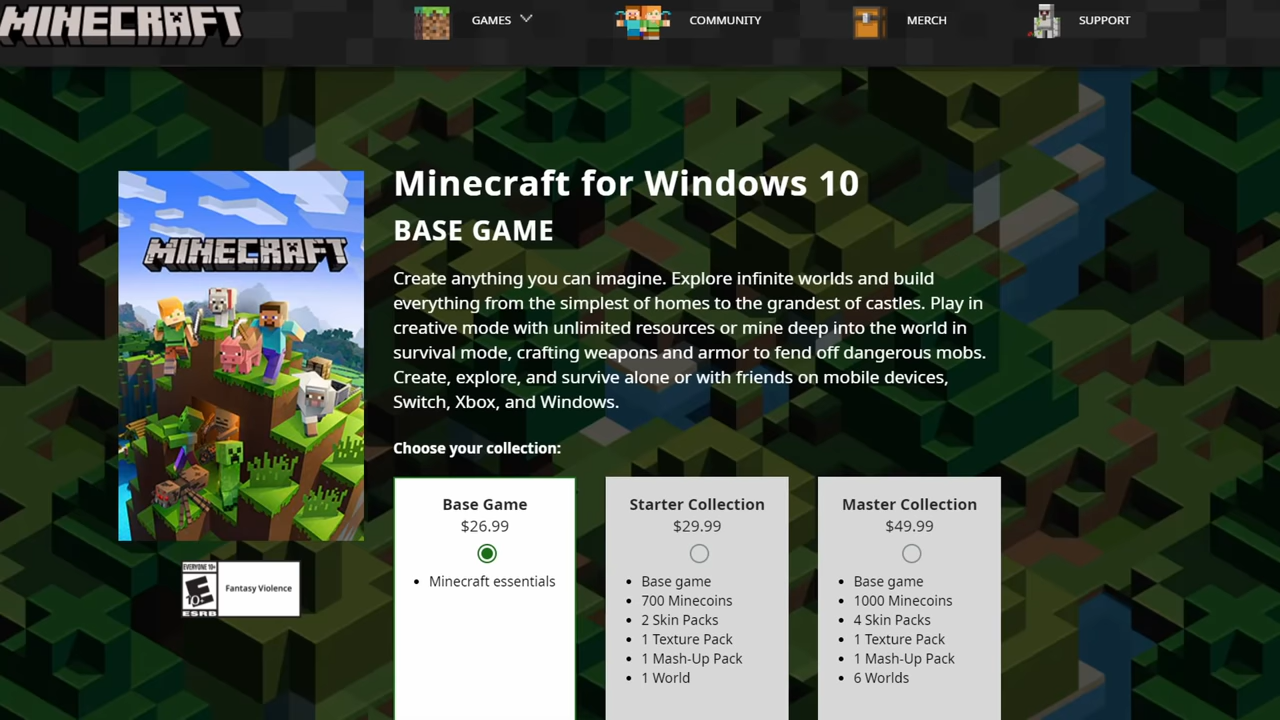 MINECRAFT
GAMES
COMMUNITY
MERCH
SUPPORT
MINECRAFT
EVERYONE 10+
E
10+
ESRB
Fantasy Violence
Minecraft for Windows 10
BASE GAME
Create anything you can imagine. Explore infinite worlds and build
everything from the simplest of homes to the grandest of castles. Play in
creative mode with unlimited resources or mine deep into the world in
survival mode, crafting weapons and armor to fend off dangerous mobs.
Create, explore, and survive alone or with friends on mobile devices,
Switch, Xbox, and Windows.
Choose your collection:
Base Game
$26.99
• Minecraft essentials
Starter Collection
$29.99
• Base game
• 700 Minecoins
• 2 Skin Packs
• 1 Texture Pack
• 1 Mash-Up Pack
• 1 World
Master Collection
$49.99
• Base game
• 1000 Minecoins
• 4 Skin Packs
• 1 Texture Pack
• 1 Mash-Up Pack
• 6 Worlds